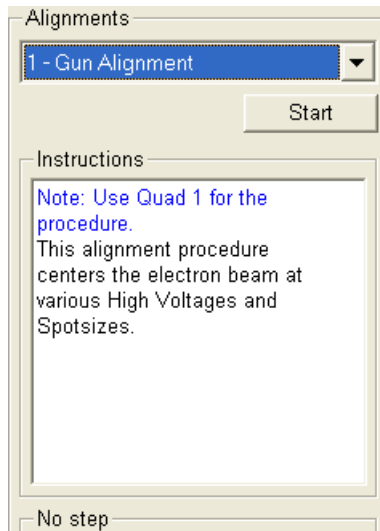 Alignments
1 - Gun Alignment
Start
Instructions
Note: Use Quad 1 for the
procedure.
This alignment procedure
centers the electron beam at
various High Voltages and
Spotsizes.
No step